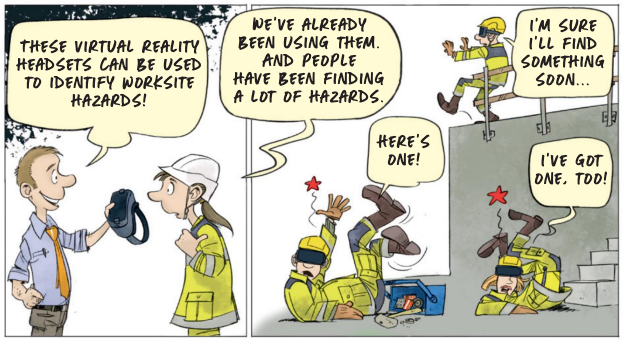 THESE VIRTUAL REALITY
HEADSETS CAN BE USED
TO IDENTIFY WORKSITE
HAZARDS!
WE'VE ALREADY
BEEN USING THEM.
AND PEOPLE
HAVE BEEN FINDING
A LOT OF HAZARDS.
I'M SURE
I'LL FIND
SOMETHING
SOON...
HERE'S
ONE!
I'VE GOT
ONE, TOO!